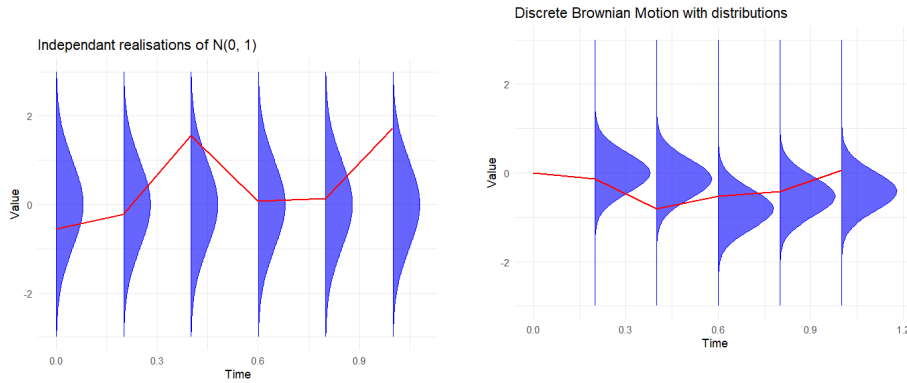 Independant realisations of N(0, 1)
2
0
-2
Value
0.0 0.3 0.6 0.9
Time
Discrete Brownian Motion with distributions
2
0
-2
Value
0.0 0.3 0.6 0.9 1.2
Time